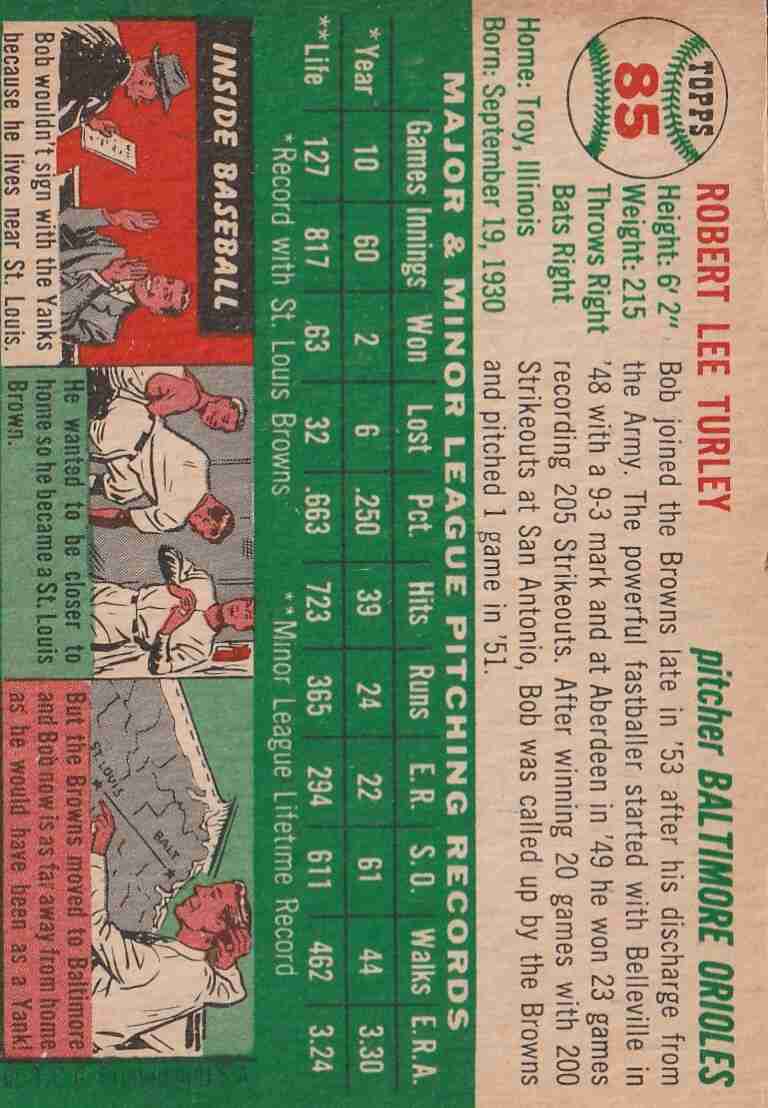 TOPPS
85
ROBERT LEE TURLEY
pitcher BALTIMORE ORIOLES
Height: 6' 2"
Weight: 215
Throws Right
Bats Right
Home: Troy, Illinois
Born: September 19, 1930
Bob joined the Browns late in '53 after his discharge from
the Army. The powerful fastballer started with Belleville in
'48 with a 9-3 mark and at Aberdeen in '49 he won 23 games
recording 205 Strikeouts. After winning 20 games with 200
Strikeouts at San Antonio, Bob was called up by the Browns
and pitched 1 game in '51.
MAJOR & MINOR LEAGUE PITCHING RECORDS
Games Innings Won Lost Pct. Hits Runs E.R. S.O. Walks E.R.A.
*Year 10 60 2 6 .250 39 24 22 61 44 3.30
**Life 127 817 63 32 .663 723 365 294 611 462 3.24
*Record with St. Louis Browns **Minor League Lifetime Record
INSIDE BASEBALL
Bob wouldn't sign with the Yanks
because he lives near St. Louis.
He wanted to be closer to
home so he became a St. Louis
Brown.
ST. LOUIS
BALT
But the Browns moved to Baltimore
and Bob now is as far away from home
as he would have been as a Yank!